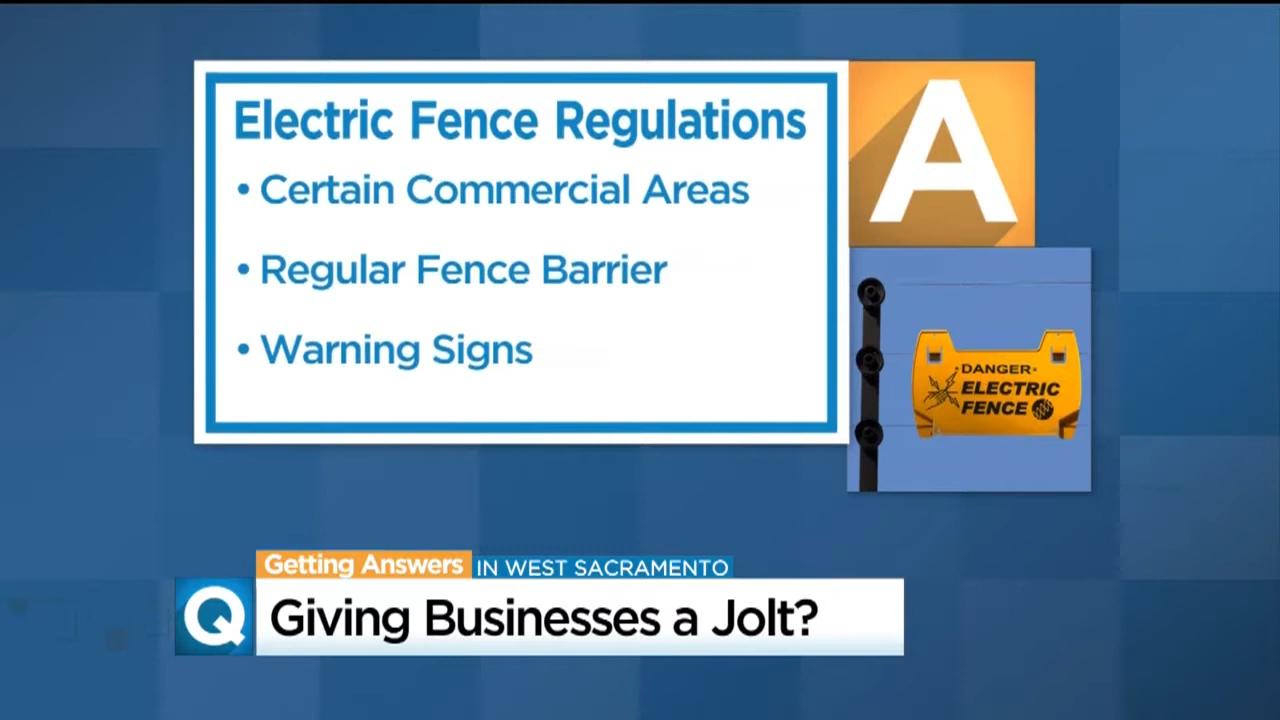 Electric Fence Regulations
• Certain Commercial Areas
• Regular Fence Barrier
• Warning Signs
A
DANGER
ELECTRIC
FENCE
Getting Answers IN WEST SACRAMENTO
Q Giving Businesses a Jolt?